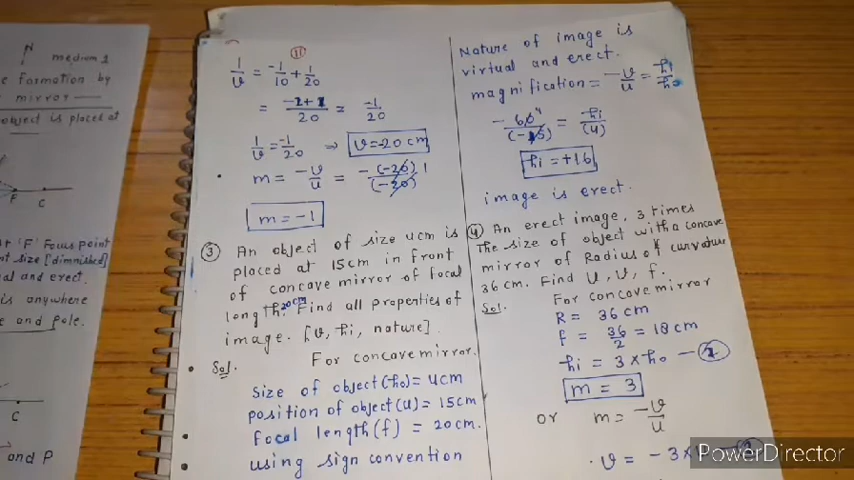 N
medium 1
e formation by
mirror
object is placed at
F C
at 'F' Focus point
nt size [diminished]
al and erect.
is anywhere
e and pole.
C
and P
11
1/v = -1/10 + 1/20
= -2+1/20 = -1/20
1/v = -1/20 ⇒ v = -20 cm
m = -v/u = -(-20)/(-20) 1
m = -1
③ An object of size 4cm is
placed at 15cm in front
of concave mirror of focal
length 20cm. Find all properties of
image. [v, hi, nature].
Sol. For concave mirror.
Size of object (ho) = 4cm
position of object (u) = 15cm
focal length (f) = 20cm.
using sign convention
Nature of image is
virtual and erect.
magnification = -v/u = hi/ho
- 60 4/(-15) = hi/(4)
hi = +16
image is erect.
④ An erect image, 3 times
The size of object with a concave
mirror of Radius of curvature
36 cm. Find u, v, f.
Sol. For concave mirror
R = 36 cm
f = 36/2 = 18 cm
hi = 3 × ho
m = 3
or m = -v/u
v = -3 ×
PowerDirector